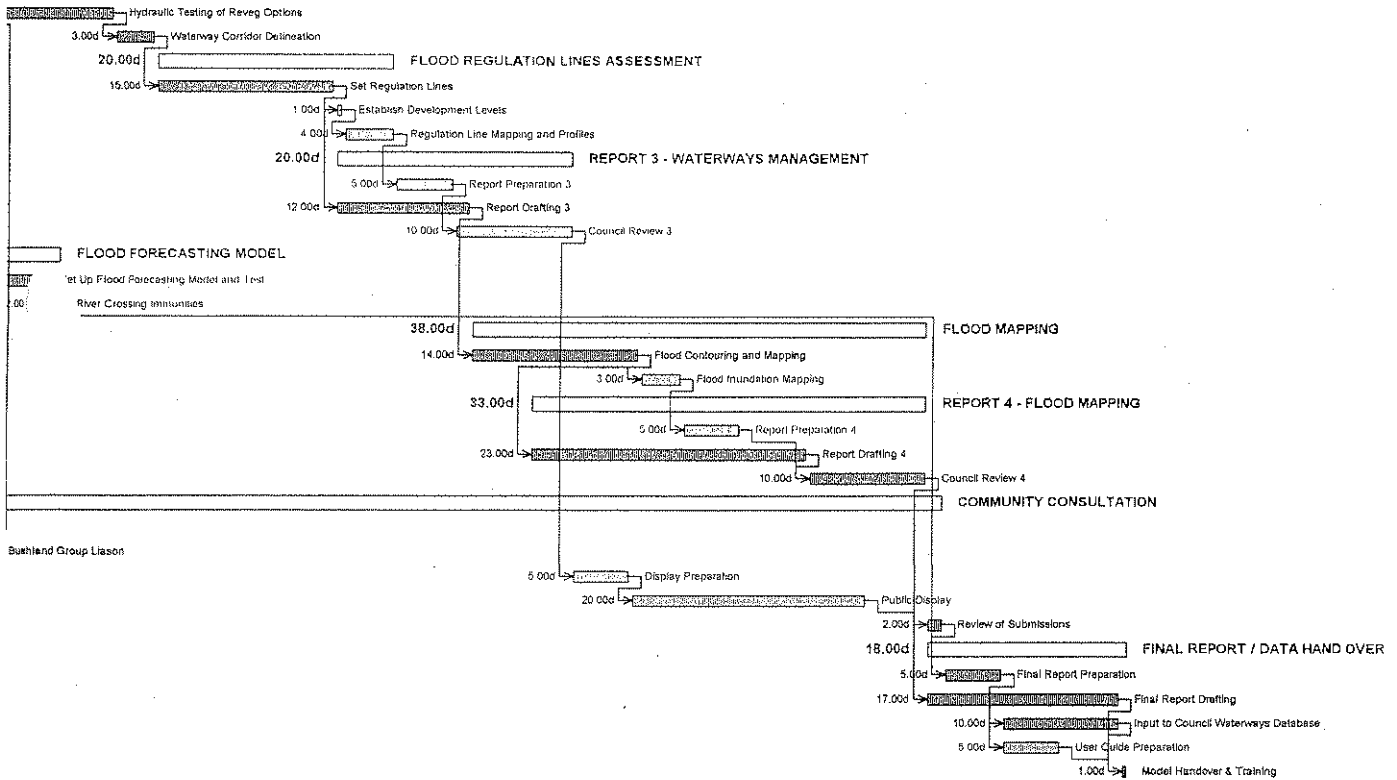 Hydraulic Testing of Reveg Options
3.00d Waterway Corridor Delineation
20.00d FLOOD REGULATION LINES ASSESSMENT
15.00d Set Regulation Lines
1.00d Establish Development Levels
4.00d Regulation Line Mapping and Profiles
20.00d REPORT 3 - WATERWAYS MANAGEMENT
5.00d Report Preparation 3
12.00d Report Drafting 3
10.00d Council Review 3
FLOOD FORECASTING MODEL
et Up Flood Forecasting Model and Test
2.00 River Crossing Immunities
38.00d FLOOD MAPPING
14.00d Flood Contouring and Mapping
3.00d Flood Inundation Mapping
33.00d REPORT 4 - FLOOD MAPPING
5.00d Report Preparation 4
23.00d Report Drafting 4
10.00d Council Review 4
COMMUNITY CONSULTATION
Bushland Group Liason
5.00d Display Preparation
20.00d Public Display
2.00d Review of Submissions
18.00d FINAL REPORT / DATA HAND OVER
5.00d Final Report Preparation
17.00d Final Report Drafting
10.00d Input to Council Waterways Database
5.00d User Guide Preparation
1.00d Model Handover & Training